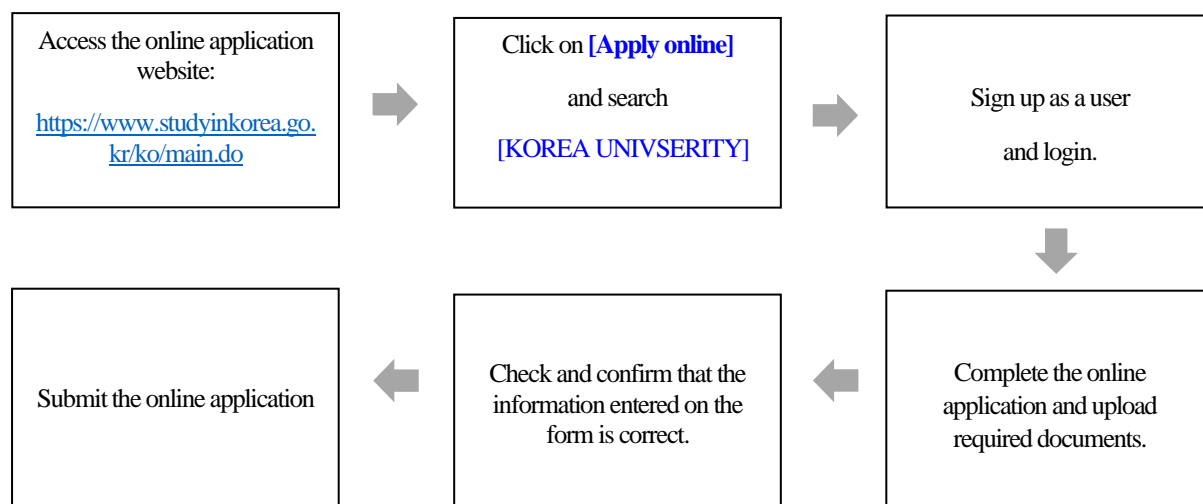 Access the online application
website:
https://www.studyinkorea.go.
kr/ko/main.do
Click on [Apply online]
and search
[KOREA UNIVSERITY]
Sign up as a user
and login.
Complete the online
application and upload
required documents.
Check and confirm that the
information entered on the
form is correct.
Submit the online application